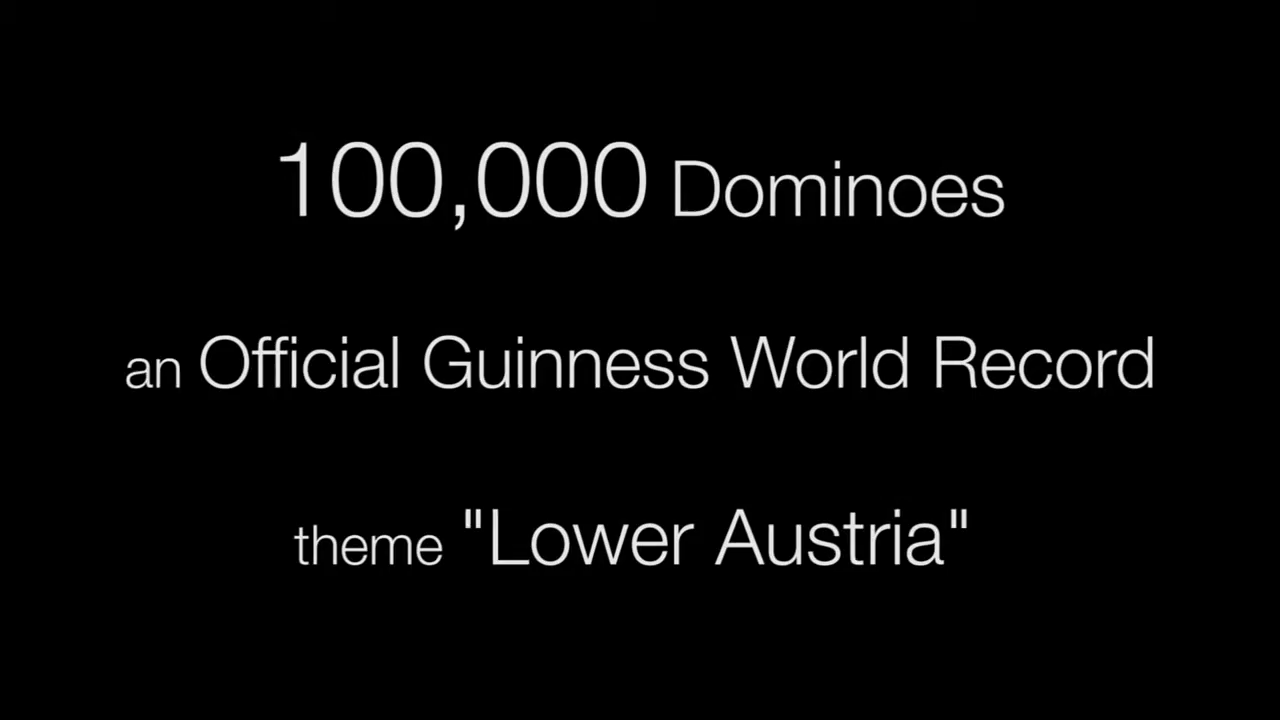 100,000 Dominoes
an Official Guinness World Record
theme "Lower Austria"